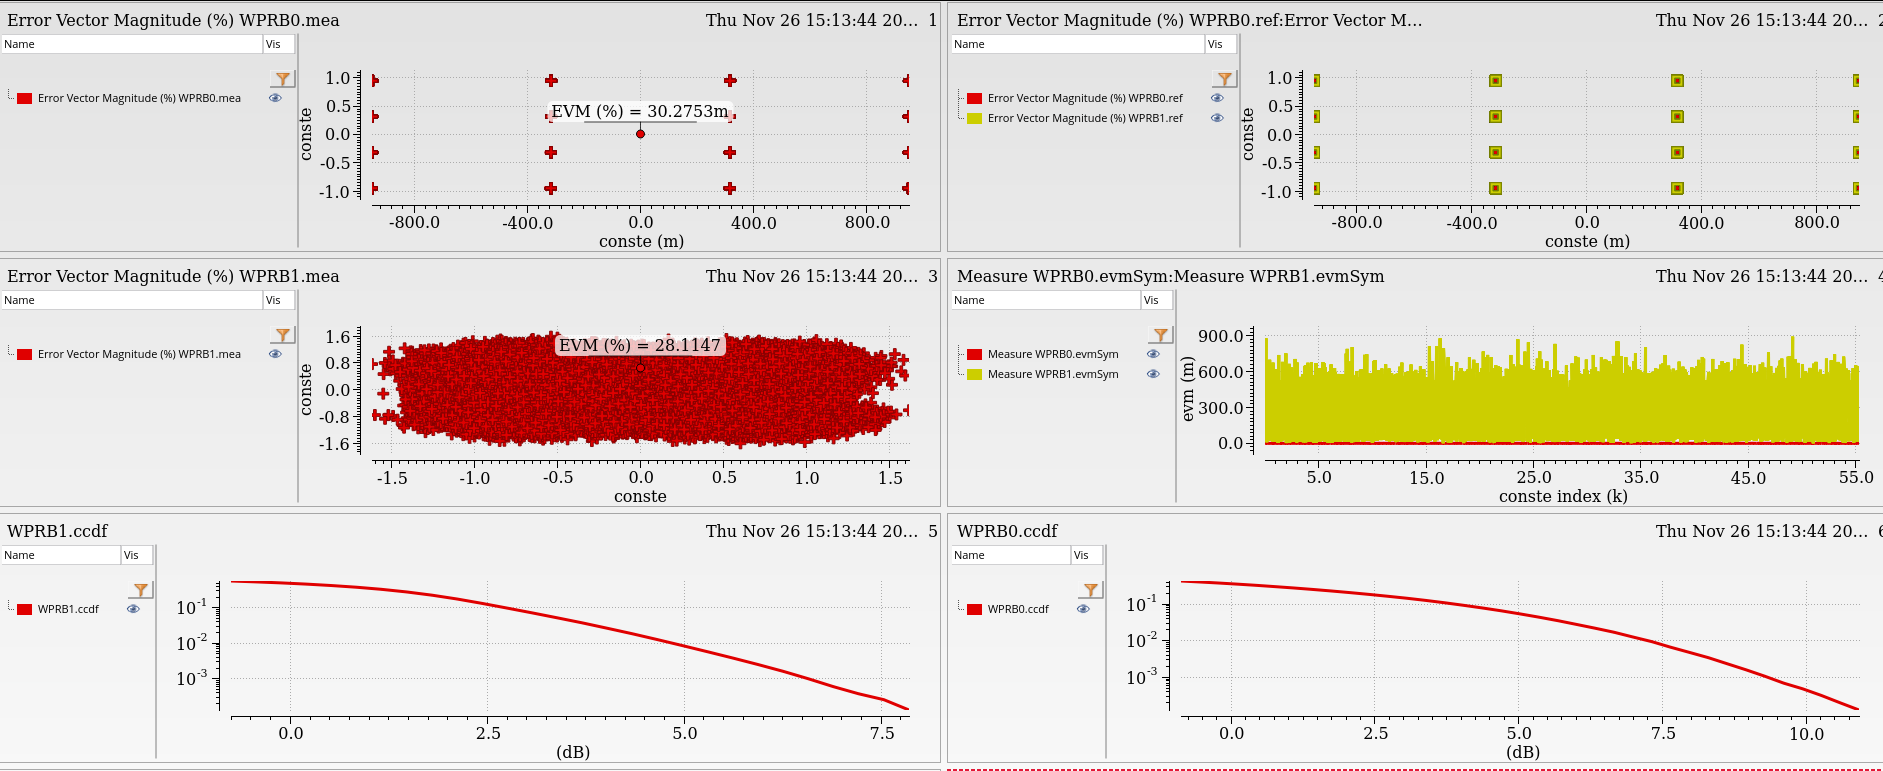 Error Vector Magnitude (%) WPRB0.mea
Thu Nov 26 15:13:44 20... 1
Name Vis
Error Vector Magnitude (%) WPRB0.mea
1.0
0.5
0.0
-0.5
-1.0
conste
EVM (%) = 30.2753m
-800.0 -400.0 0.0 400.0 800.0
conste (m)
Error Vector Magnitude (%) WPRB0.ref:Error Vector M...
Thu Nov 26 15:13:44 20... 2
Name Vis
Error Vector Magnitude (%) WPRB0.ref
Error Vector Magnitude (%) WPRB1.ref
1.0
0.5
0.0
-0.5
-1.0
conste
-800.0 -400.0 0.0 400.0 800.0
conste (m)
Error Vector Magnitude (%) WPRB1.mea
Thu Nov 26 15:13:44 20... 3
Name Vis
Error Vector Magnitude (%) WPRB1.mea
1.6
0.8
0.0
-0.8
-1.6
conste
EVM (%) = 28.1147
-1.5 -1.0 -0.5 0.0 0.5 1.0 1.5
conste
Measure WPRB0.evmSym:Measure WPRB1.evmSym
Thu Nov 26 15:13:44 20... 4
Name Vis
Measure WPRB0.evmSym
Measure WPRB1.evmSym
900.0
600.0
300.0
0.0
evm (m)
5.0 15.0 25.0 35.0 45.0 55.0
conste index (k)
WPRB1.ccdf
Thu Nov 26 15:13:44 20... 5
Name Vis
WPRB1.ccdf
10-1
10-2
10-3
0.0 2.5 5.0 7.5
(dB)
WPRB0.ccdf
Thu Nov 26 15:13:44 20... 6
Name Vis
WPRB0.ccdf
10-1
10-2
10-3
0.0 2.5 5.0 7.5 10.0
(dB)